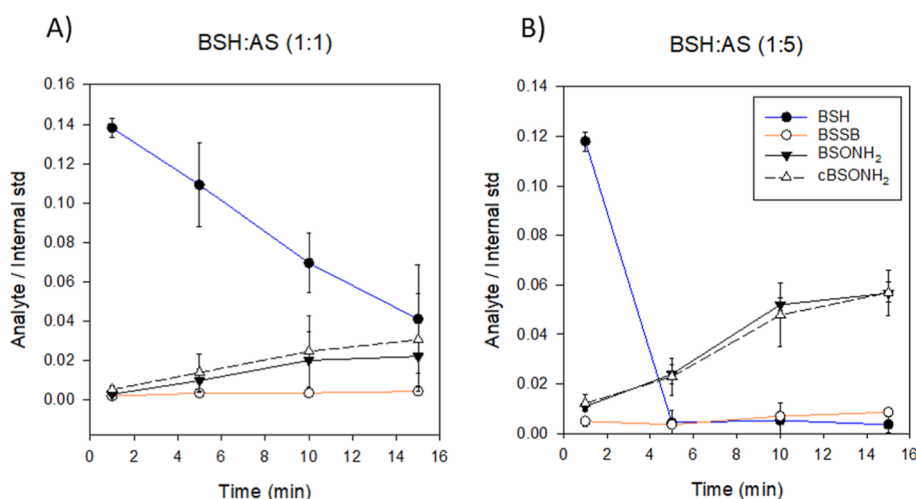 A)
BSH:AS (1:1)
Analyte / Internal std
0.16
0.14
0.12
0.10
0.08
0.06
0.04
0.02
0.00
0 2 4 6 8 10 12 14 16
Time (min)
B)
BSH:AS (1:5)
Analyte / Internal std
0.14
0.12
0.10
0.08
0.06
0.04
0.02
0.00
BSH
BSSB
BSONH₂
cBSONH₂
0 2 4 6 8 10 12 14 16
Time (min)